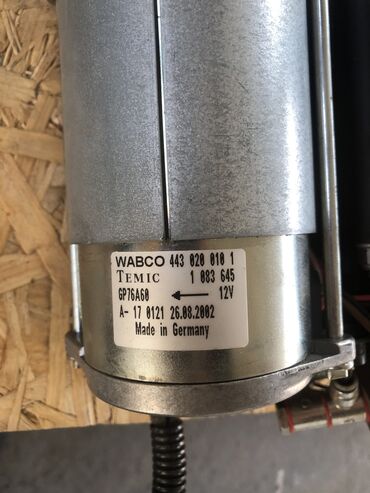 WABCO 443 020 010 1
TEMIC 1 083 645
GP76A60 ← 12V
A- 17 0121 26.08.2002
Made in Germany